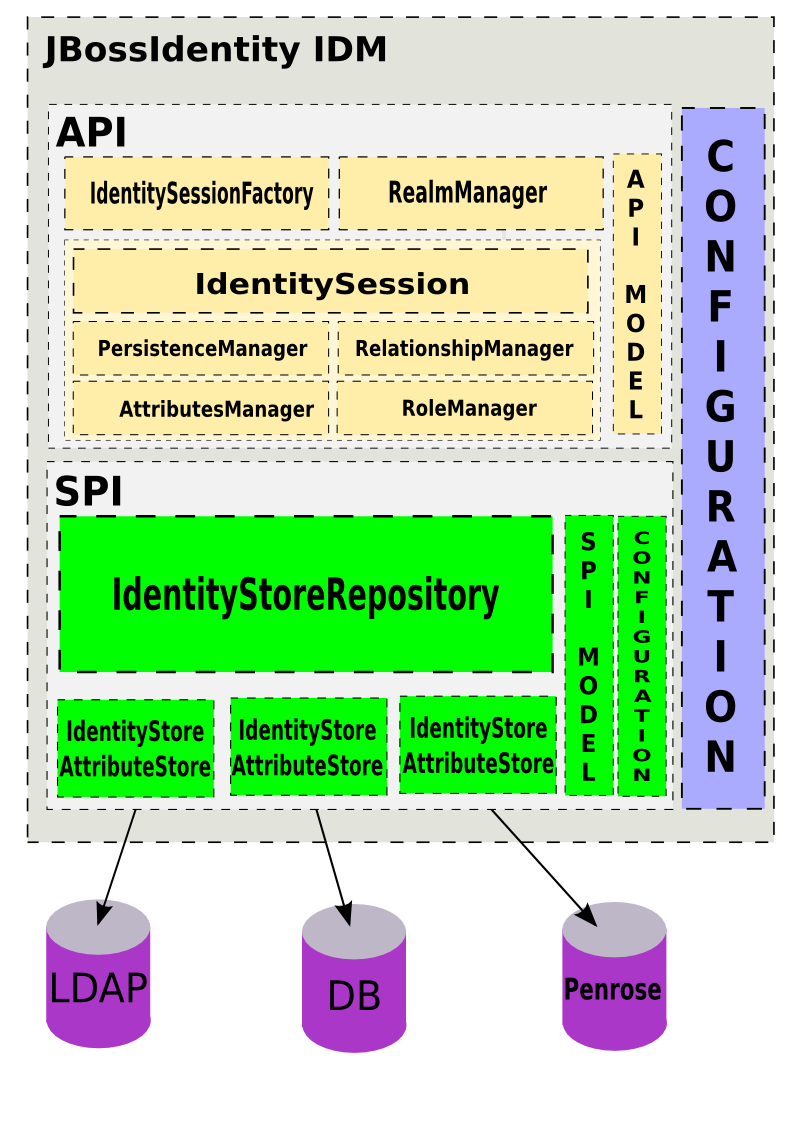 JBossIdentity IDM
API
IdentitySessionFactory
RealmManager
IdentitySession
PersistenceManager
RelationshipManager
AttributesManager
RoleManager
API MODEL
CONFIGURATION
SPI
IdentityStoreRepository
SPI MODEL
CONFIGURATION
IdentityStore
AttributeStore
IdentityStore
AttributeStore
IdentityStore
AttributeStore
LDAP
DB
Penrose